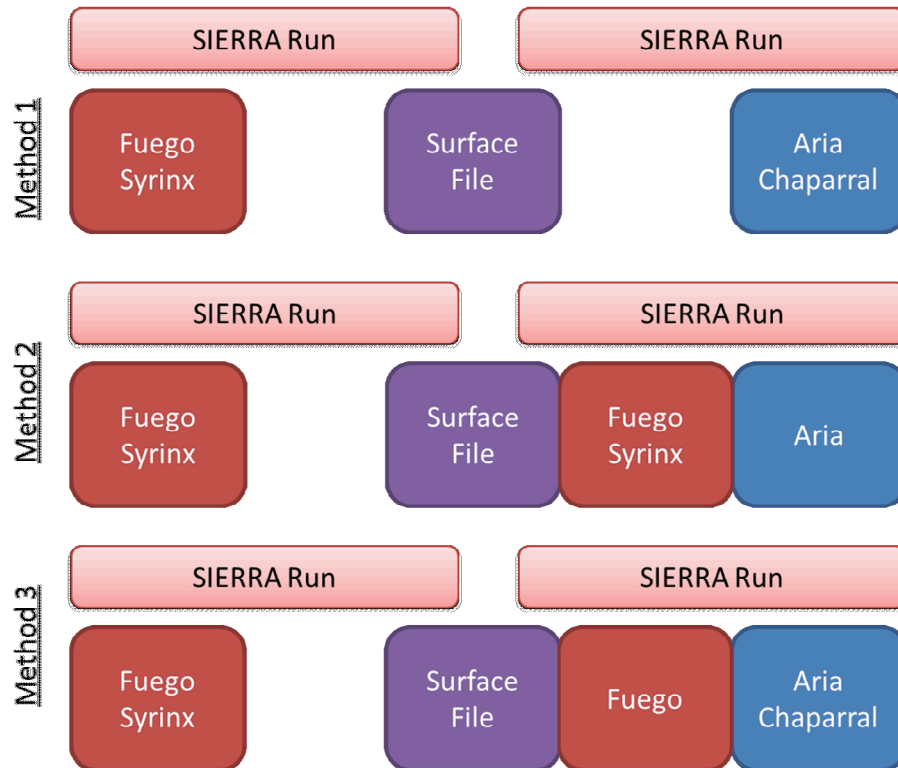 SIERRA Run
SIERRA Run
Method 1
Fuego
Syrinx
Surface
File
Aria
Chaparral
SIERRA Run
SIERRA Run
Method 2
Fuego
Syrinx
Surface
File
Fuego
Syrinx
Aria
SIERRA Run
SIERRA Run
Method 3
Fuego
Syrinx
Surface
File
Fuego
Aria
Chaparral